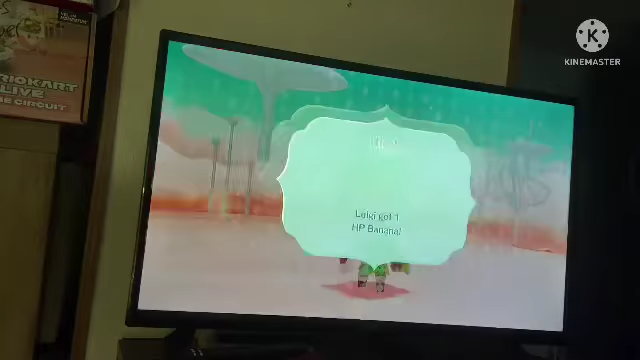 RIOKART
LIVE
E CIRCUIT
KINEMASTER
Luigi got 1
HP Banana!